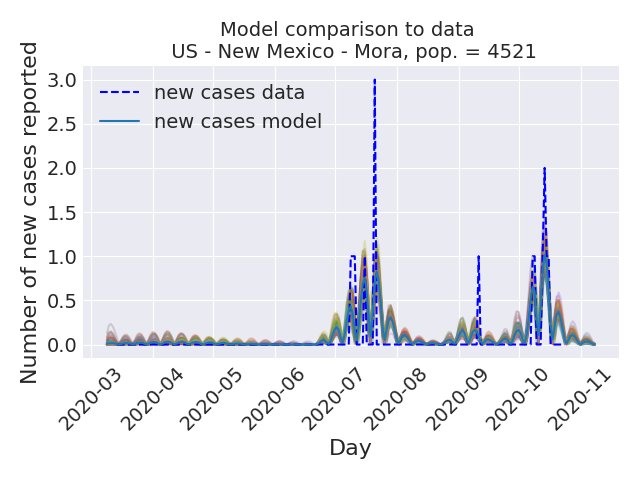 Model comparison to data
US - New Mexico - Mora, pop. = 4521
Number of new cases reported
3.0
2.5
2.0
1.5
1.0
0.5
0.0
new cases data
new cases model
2020-03
2020-04
2020-05
2020-06
2020-07
2020-08
2020-09
2020-10
2020-11
Day